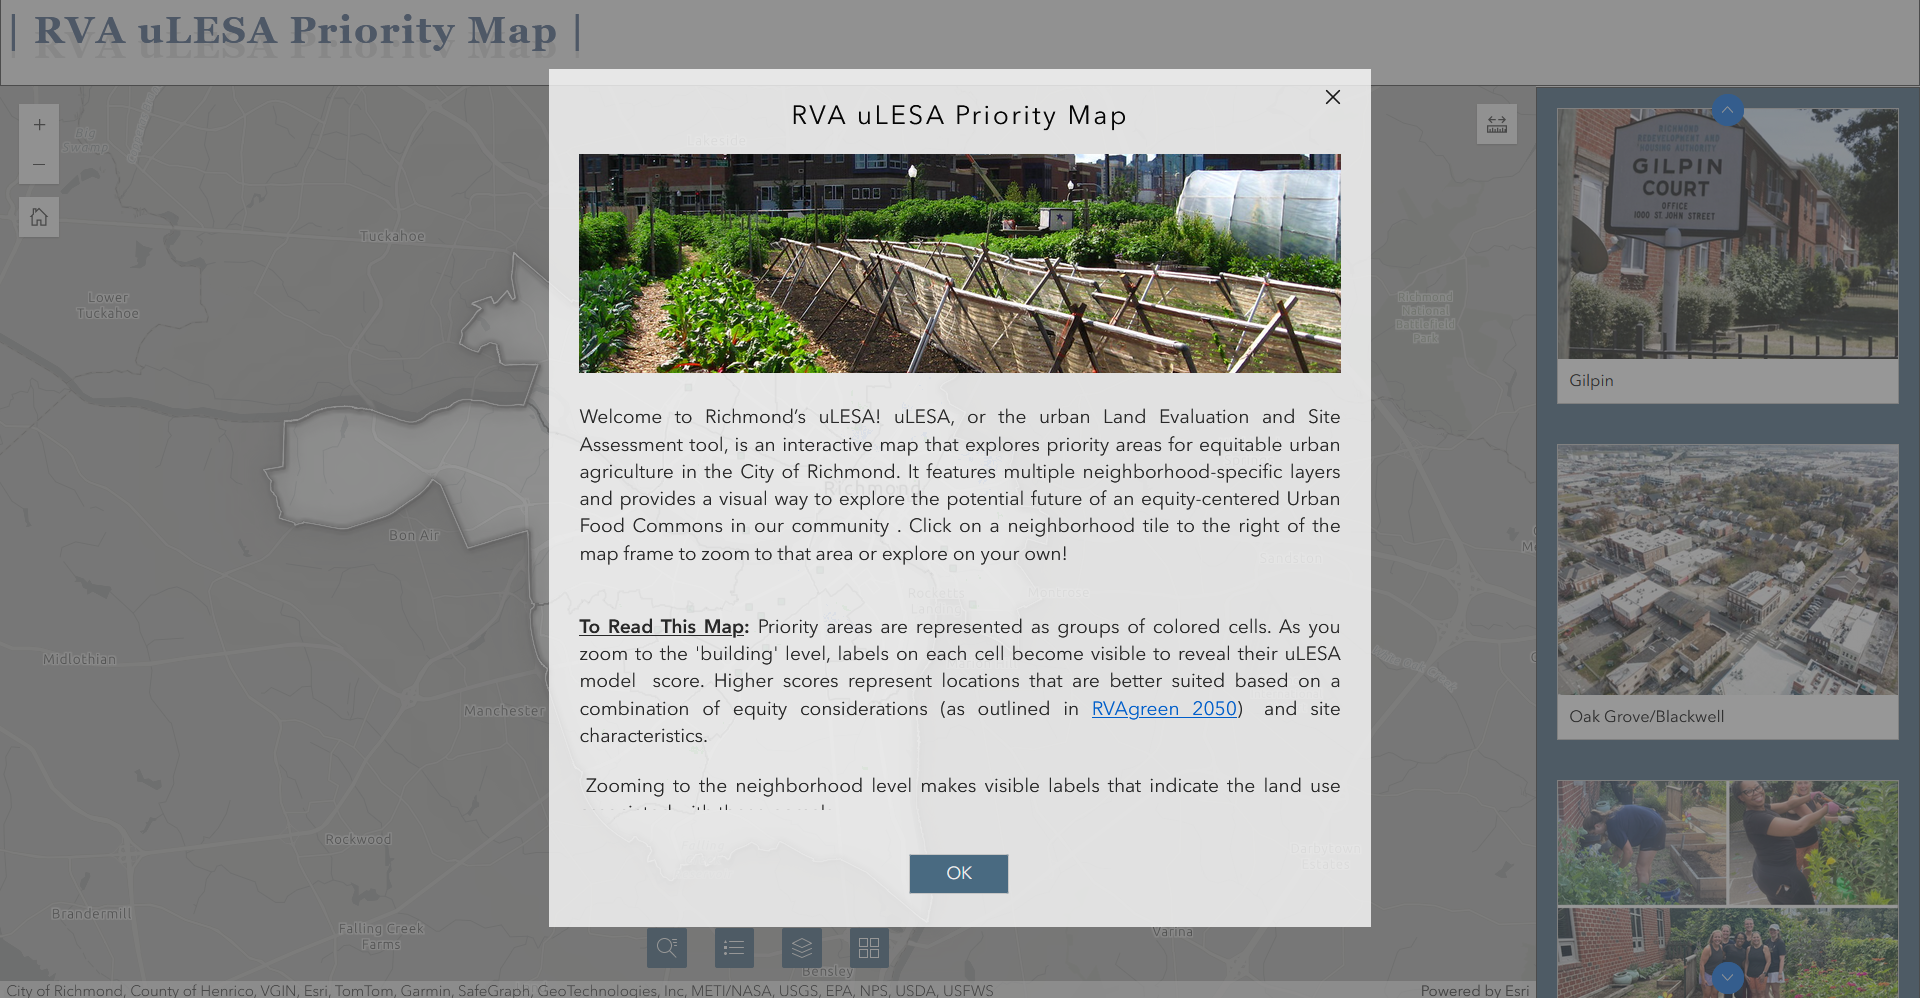 | RVA uLESA Priority Map |
RVA uLESA Priority Map
Welcome to Richmond’s uLESA! uLESA, or the urban Land Evaluation and Site
Assessment tool, is an interactive map that explores priority areas for equitable urban
agriculture in the City of Richmond. It features multiple neighborhood-specific layers
and provides a visual way to explore the potential future of an equity-centered Urban
Food Commons in our community . Click on a neighborhood tile to the right of the
map frame to zoom to that area or explore on your own!
To Read This Map: Priority areas are represented as groups of colored cells. As you
zoom to the 'building' level, labels on each cell become visible to reveal their uLESA
model score. Higher scores represent locations that are better suited based on a
combination of equity considerations (as outlined in RVAgreen 2050) and site
characteristics.
Zooming to the neighborhood level makes visible labels that indicate the land use
OK
Big
Swamp
Tuckahoe
Lower
Tuckahoe
Bon Air
Midlothian
Manchester
Rockwood
Brandermill
Falling Creek
Farms
Lakeside
Richmond
Rocketts
Landing
Montrose
Sandston
Richmond
National
Battlefield
Park
Varina
Bensley
RICHMOND
REDEVELOPMENT AND
HOUSING AUTHORITY
GILPIN
COURT
OFFICE
1000 ST JOHN STREET
Gilpin
Oak Grove/Blackwell
City of Richmond, County of Henrico, VGIN, Esri, TomTom, Garmin, SafeGraph, GeoTechnologies, Inc, METI/NASA, USGS, EPA, NPS, USDA, USFWS
Powered by Esri